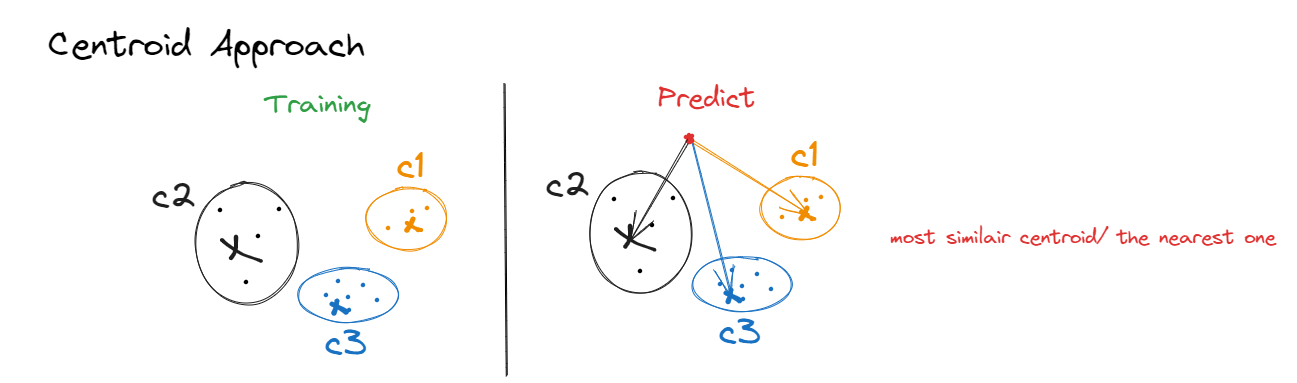 Centroid Approach
Training
c1
c2
c3
Predict
c1
c2
c3
most similair centroid/ the nearest one